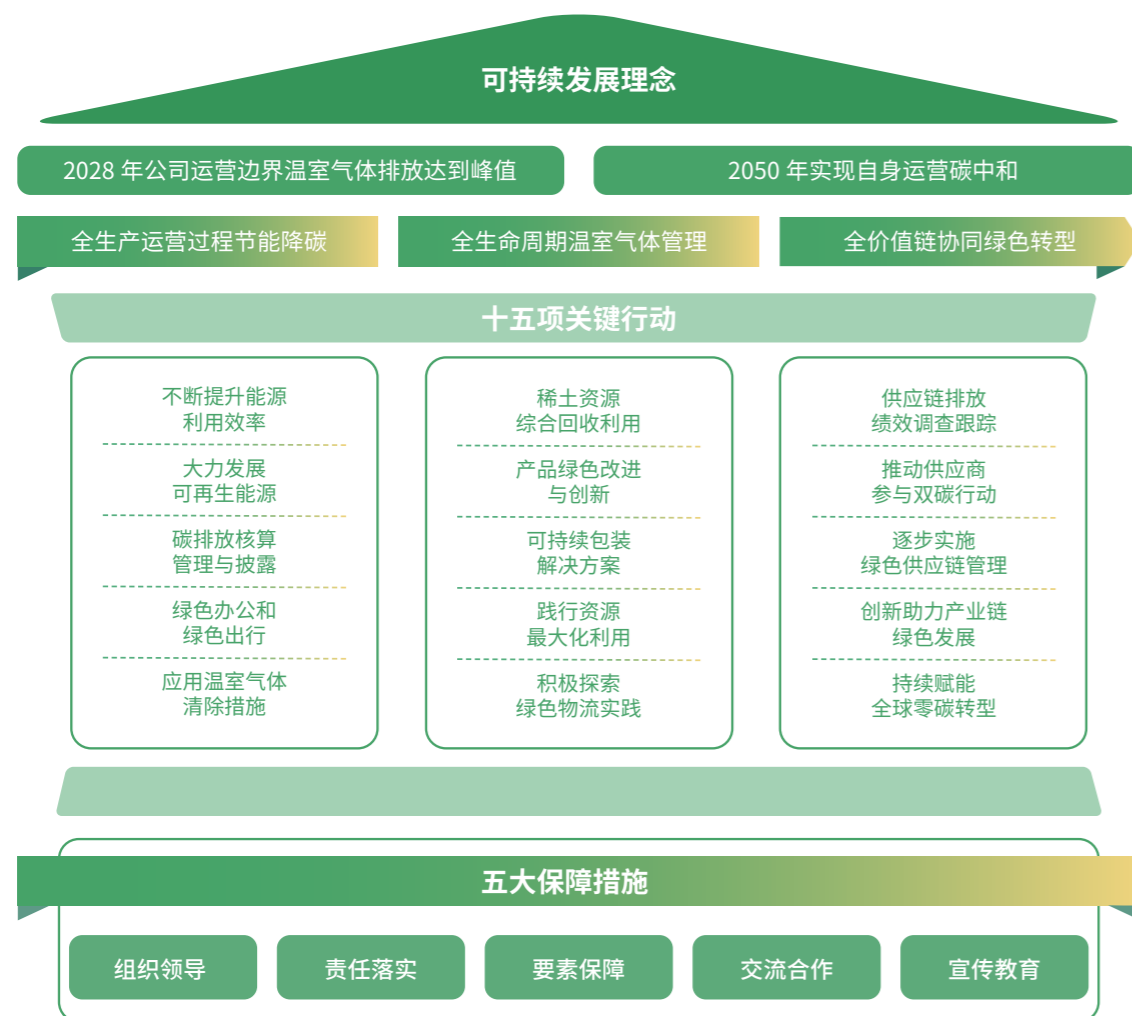 可持续发展理念
2028 年公司运营边界温室气体排放达到峰值
2050 年实现自身运营碳中和
全生产运营过程节能降碳
全生命周期温室气体管理
全价值链协同绿色转型
十五项关键行动
不断提升能源
利用效率
大力发展
可再生能源
碳排放核算
管理与披露
绿色办公和
绿色出行
应用温室气体
清除措施
稀土资源
综合回收利用
产品绿色改进
与创新
可持续包装
解决方案
践行资源
最大化利用
积极探索
绿色物流实践
供应链排放
绩效调查跟踪
推动供应商
参与双碳行动
逐步实施
绿色供应链管理
创新助力产业链
绿色发展
持续赋能
全球零碳转型
五大保障措施
组织领导
责任落实
要素保障
交流合作
宣传教育